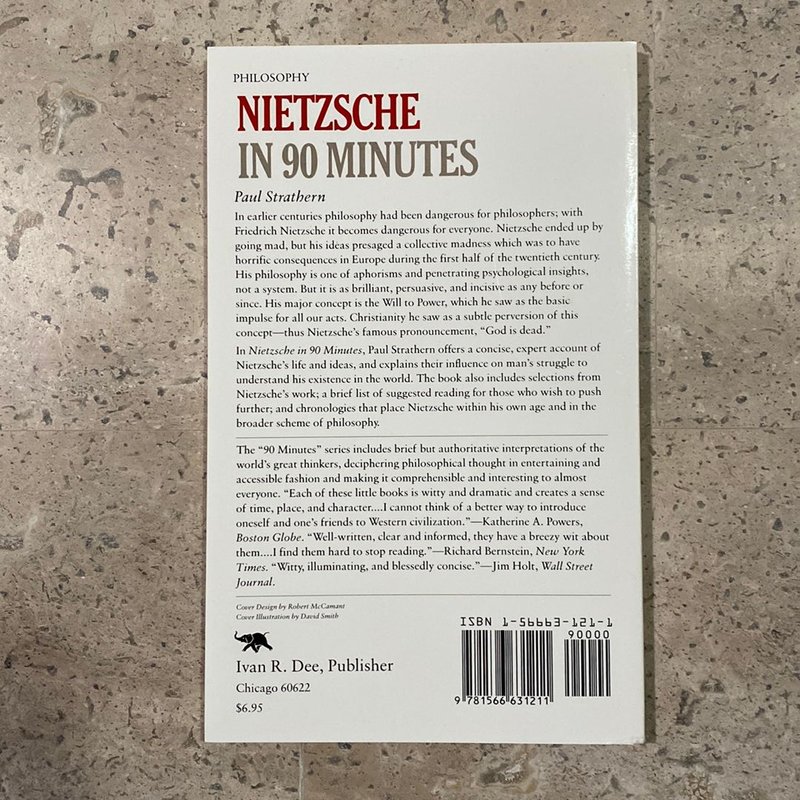 PHILOSOPHY
NIETZSCHE
IN 90 MINUTES
Paul Strathern
In earlier centuries philosophy had been dangerous for philosophers; with
Friedrich Nietzsche it becomes dangerous for everyone. Nietzsche ended up by
going mad, but his ideas presaged a collective madness which was to have
horrific consequences in Europe during the first half of the twentieth century.
His philosophy is one of aphorisms and penetrating psychological insights,
not a system. But it is as brilliant, persuasive, and incisive as any before or
since. His major concept is the Will to Power, which he saw as the basic
impulse for all our acts. Christianity he saw as a subtle perversion of this
concept—thus Nietzsche's famous pronouncement, "God is dead."
In Nietzsche in 90 Minutes, Paul Strathern offers a concise, expert account of
Nietzsche's life and ideas, and explains their influence on man's struggle to
understand his existence in the world. The book also includes selections from
Nietzsche's work; a brief list of suggested reading for those who wish to push
further; and chronologies that place Nietzsche within his own age and in the
broader scheme of philosophy.
The "90 Minutes" series includes brief but authoritative interpretations of the
world's great thinkers, deciphering philosophical thought in entertaining and
accessible fashion and making it comprehensible and interesting to almost
everyone. "Each of these little books is witty and dramatic and creates a sense
of time, place, and character....I cannot think of a better way to introduce
oneself and one's friends to Western civilization."—Katherine A. Powers,
Boston Globe. "Well-written, clear and informed, they have a breezy wit about
them....I find them hard to stop reading."—Richard Bernstein, New York
Times. "Witty, illuminating, and blessedly concise."—Jim Holt, Wall Street
Journal.
Cover Design by Robert McCamant
Cover Illustration by David Smith
Ivan R. Dee, Publisher
Chicago 60622
$6.95
ISBN 1-56663-121-1
90000
9 781566 631211